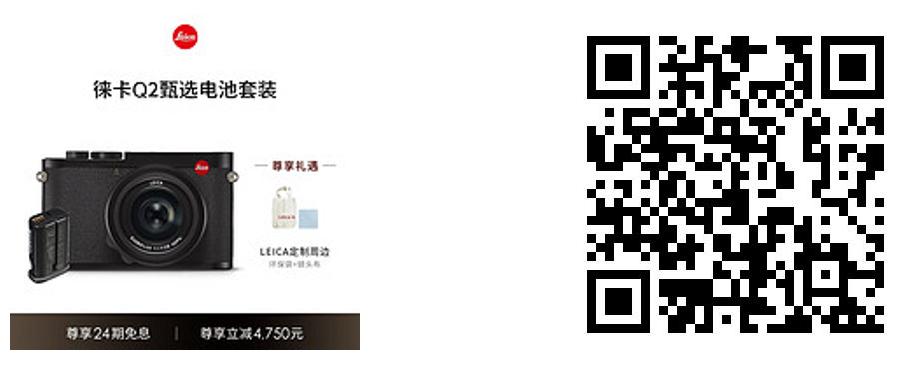 Leica
徕卡Q2甄选电池套装
尊享礼遇
Leica
LEICA
LEICA定制周边
环保袋+镜头布
尊享24期免息 | 尊享立减4,750元